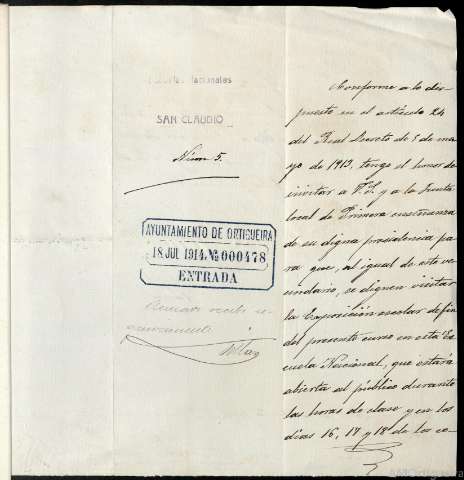 Escuelas Nacionales
SAN CLAUDIO
Núm 5.
AYUNTAMIENTO DE ORTIGUEIRA
18 JUL 1914. Nº 000478
ENTRADA
Conforme a lo dis-
puesto en el artículo 24
del Real Decreto de 5 de ma-
yo de 1913, tengo el honor de
invitar a V. S. y a la Junta
local de Primera enseñanza
de su digna presidencia pa-
ra que, al igual de este ve-
cindario, se dignen visitar
la Exposición escolar de fin
del presente curso en esta Es-
cuela Nacional, que estará
abierta al público durante
las horas de clase y en los
días 16, 17 y 18 de los co-
AMOrtigueira